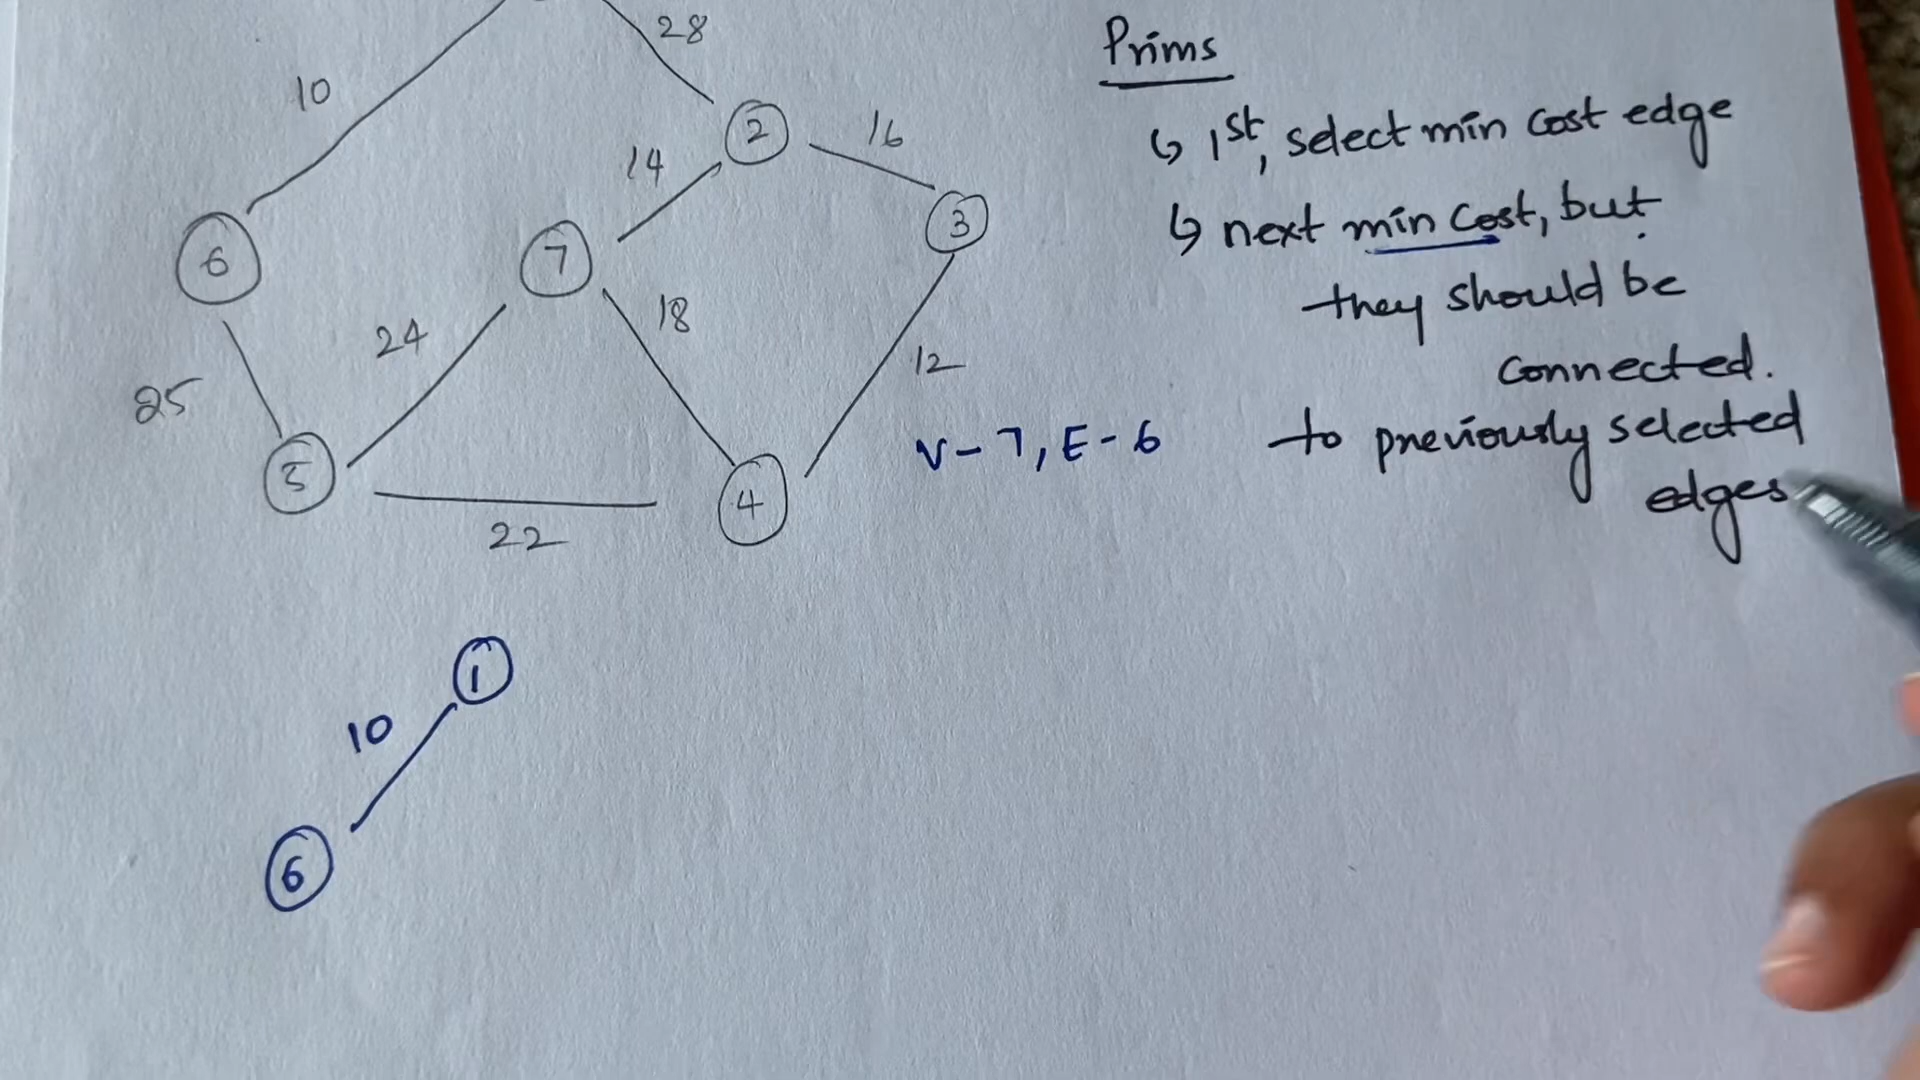 Prims
↳ 1st, select min cost edge
↳ next min cost, but
they should be
connected.
to previously selected
edges
28
10
2
16
14
3
7
6
18
24
12
25
V - 7, E - 6
5
4
22
1
10
6